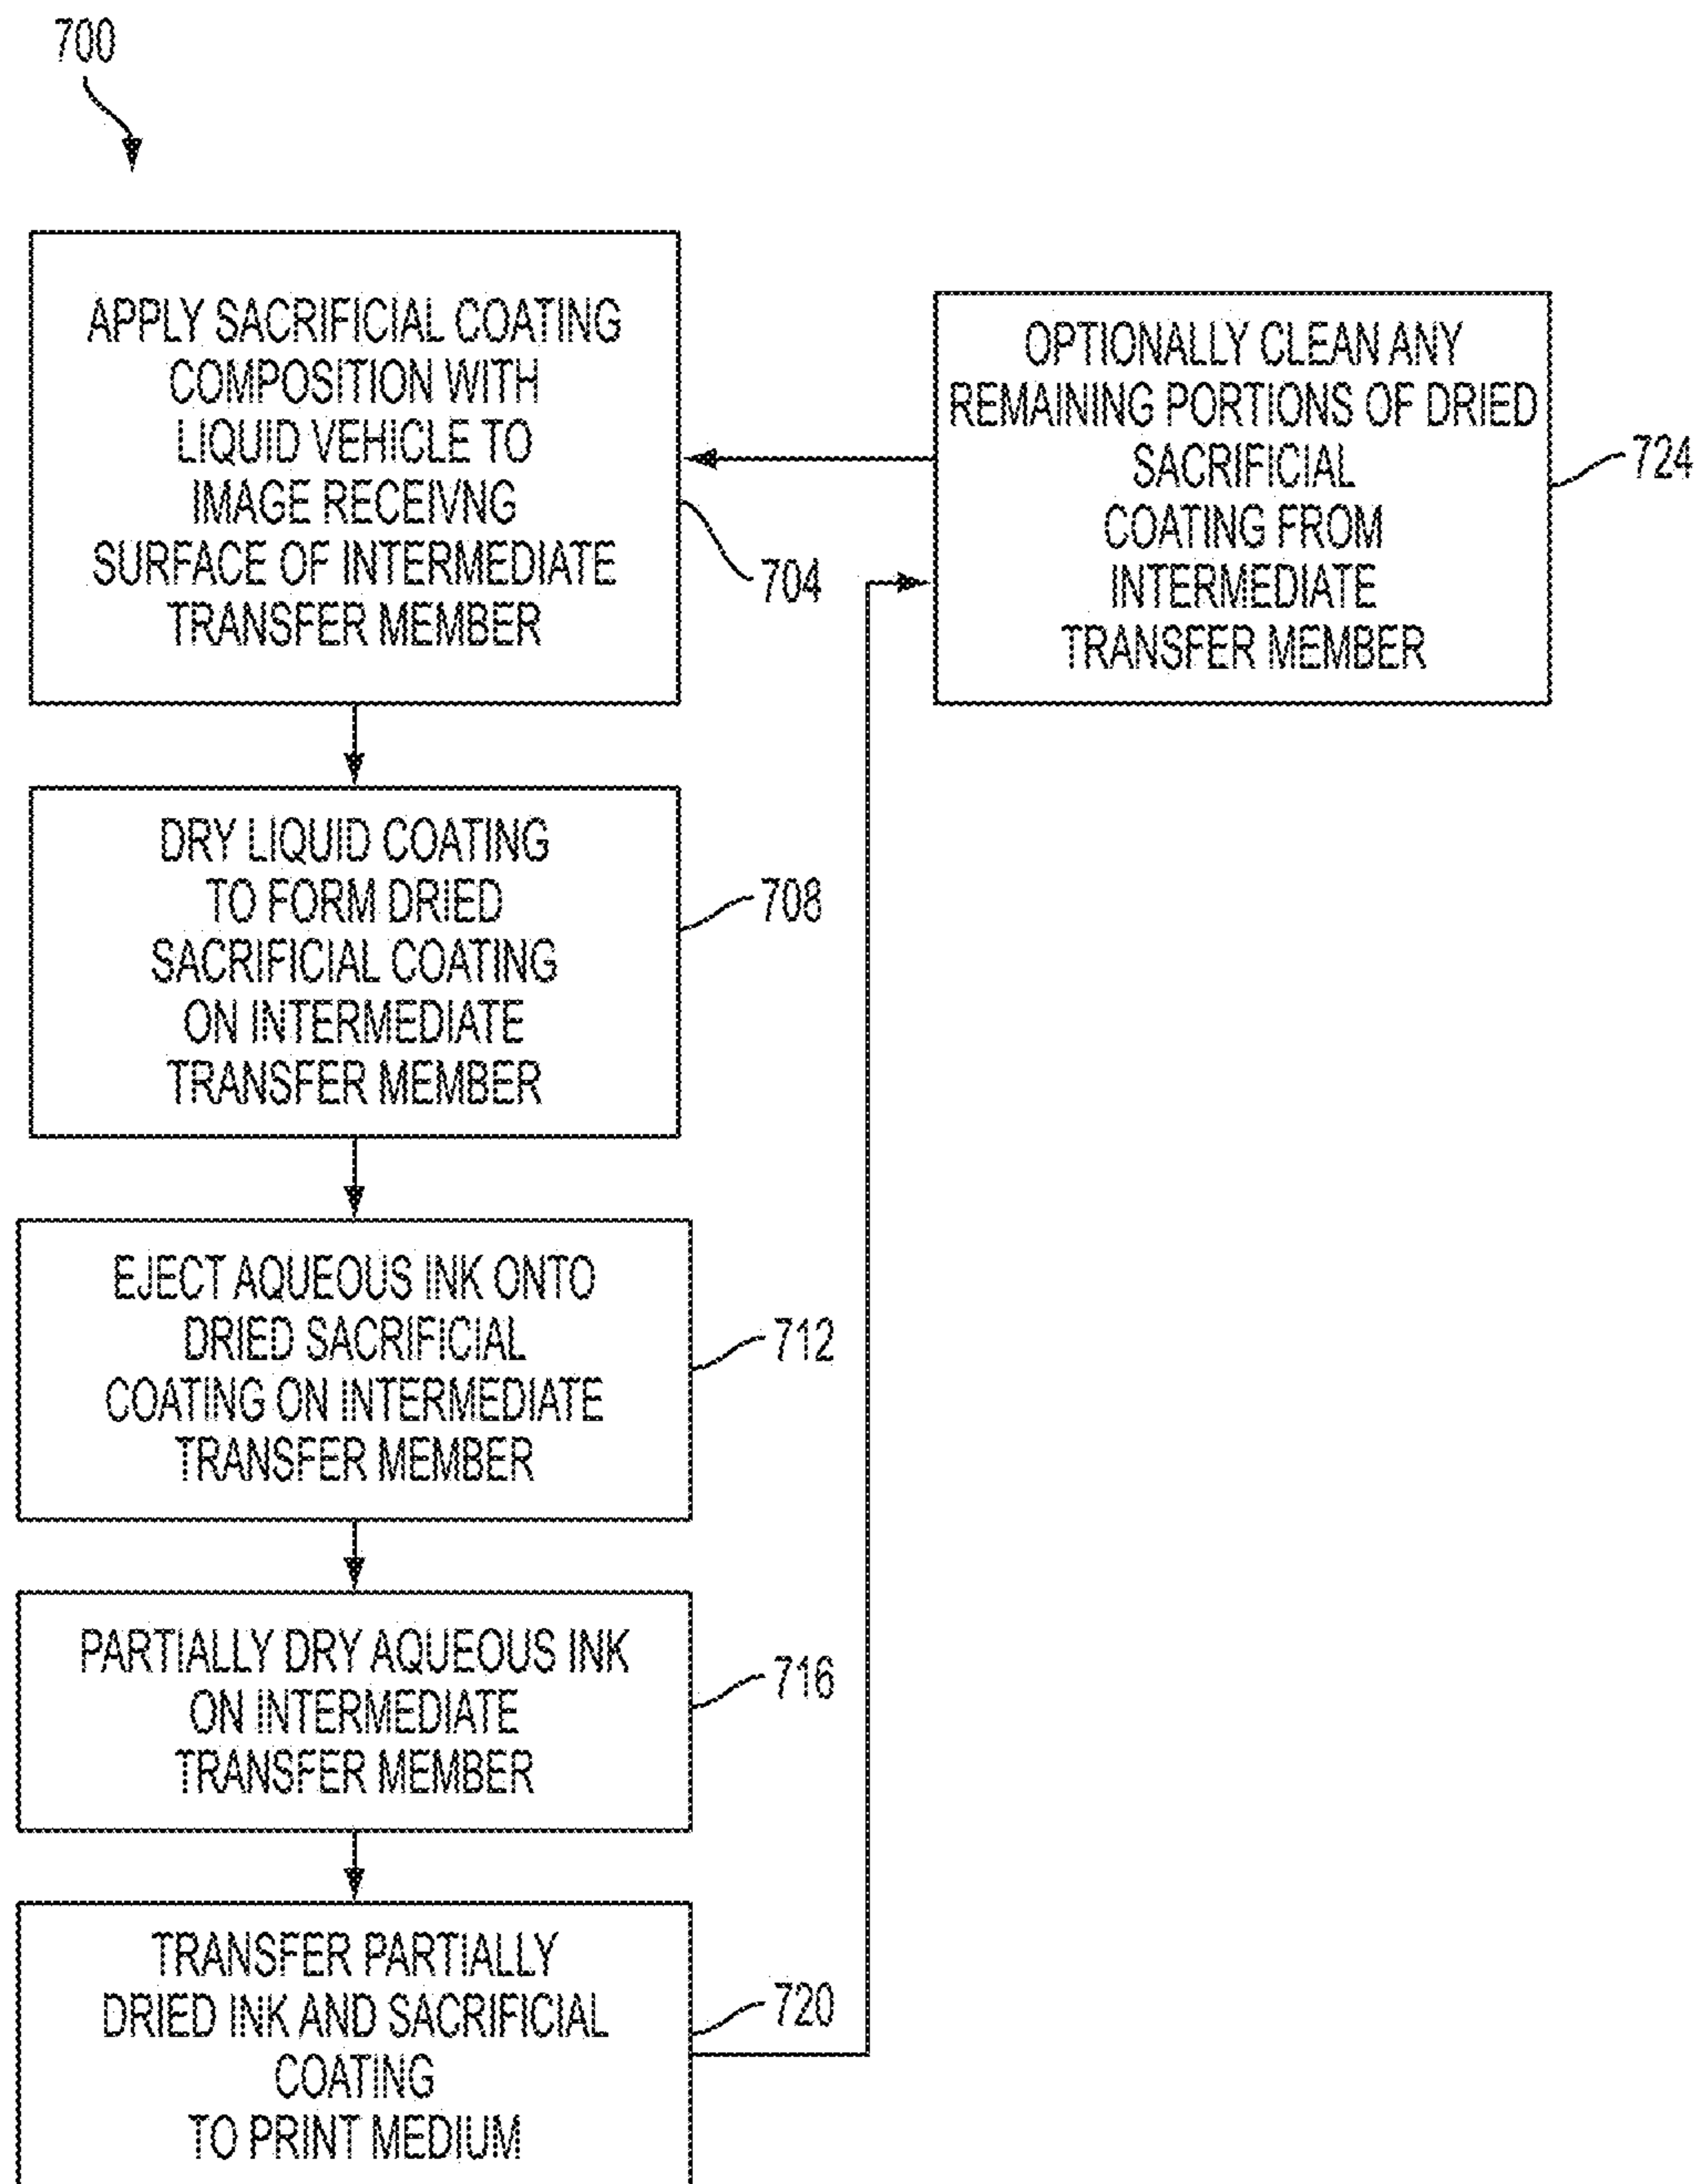 700
APPLY SACRIFICIAL COATING
COMPOSITION WITH
LIQUID VEHICLE TO
IMAGE RECEIVNG
SURFACE OF INTERMEDIATE
TRANSFER MEMBER
704
OPTIONALLY CLEAN ANY
REMAINING PORTIONS OF DRIED
SACRIFICIAL
COATING FROM
INTERMEDIATE
TRANSFER MEMBER
724
DRY LIQUID COATING
TO FORM DRIED
SACRIFICIAL COATING
ON INTERMEDIATE
TRANSFER MEMBER
708
EJECT AQUEOUS INK ONTO
DRIED SACRIFICIAL
COATING ON INTERMEDIATE
TRANSFER MEMBER
712
PARTIALLY DRY AQUEOUS INK
ON INTERMEDIATE
TRANSFER MEMBER
716
TRANSFER PARTIALLY
DRIED INK AND SACRIFICIAL
COATING
TO PRINT MEDIUM
720